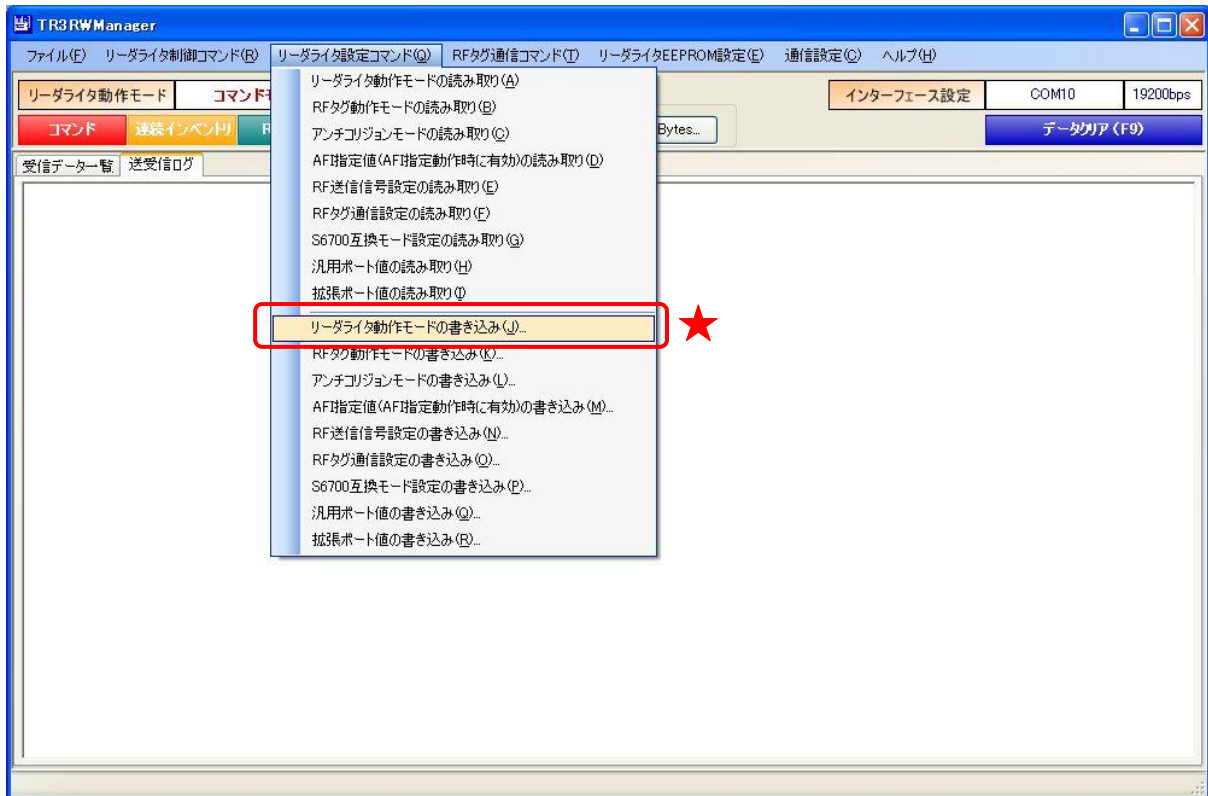 TR3RWManager
ファイル(F) リーダライタ制御コマンド(R) リーダライタ設定コマンド(Q) RFタグ通信コマンド(T) リーダライタEEPROM設定(E) 通信設定(C) ヘルプ(H)
リーダライタ動作モード コマンド インターフェース設定 COM10 19200bps
コマンド 連続インベントリ Bytes... データクリア(F9)
受信データ一覧 送受信ログ
リーダライタ動作モードの読み取り(A)
RFタグ動作モードの読み取り(B)
アンチコリジョンモードの読み取り(C)
AFI指定値(AFI指定動作時に有効)の読み取り(D)
RF送信信号設定の読み取り(E)
RFタグ通信設定の読み取り(F)
S6700互換モード設定の読み取り(G)
汎用ポート値の読み取り(H)
拡張ポート値の読み取り(I)
リーダライタ動作モードの書き込み(J)...
★
RFタグ動作モードの書き込み(K)...
アンチコリジョンモードの書き込み(L)...
AFI指定値(AFI指定動作時に有効)の書き込み(M)...
RF送信信号設定の書き込み(N)...
RFタグ通信設定の書き込み(O)...
S6700互換モード設定の書き込み(P)...
汎用ポート値の書き込み(Q)...
拡張ポート値の書き込み(R)...